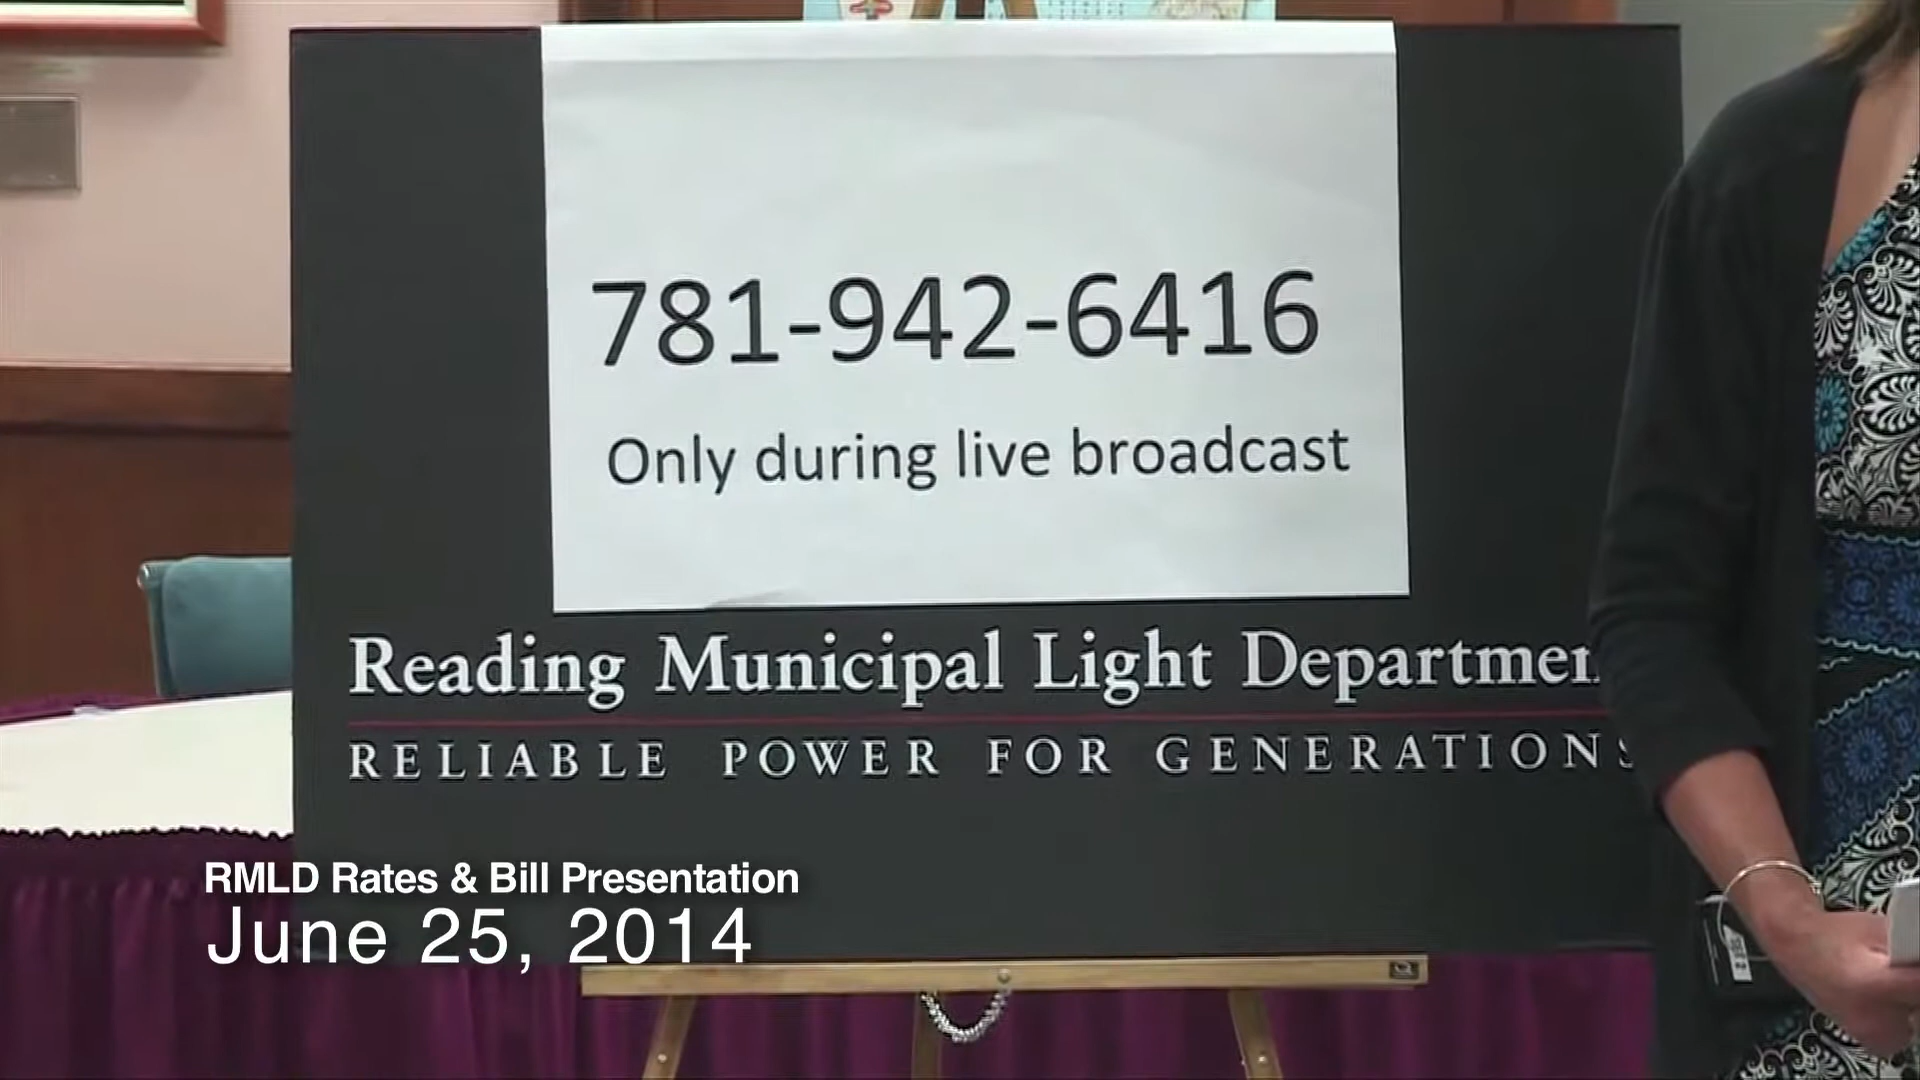 781-942-6416
Only during live broadcast
Reading Municipal Light Departmen
RELIABLE POWER FOR GENERATIONS
RMLD Rates & Bill Presentation
June 25, 2014